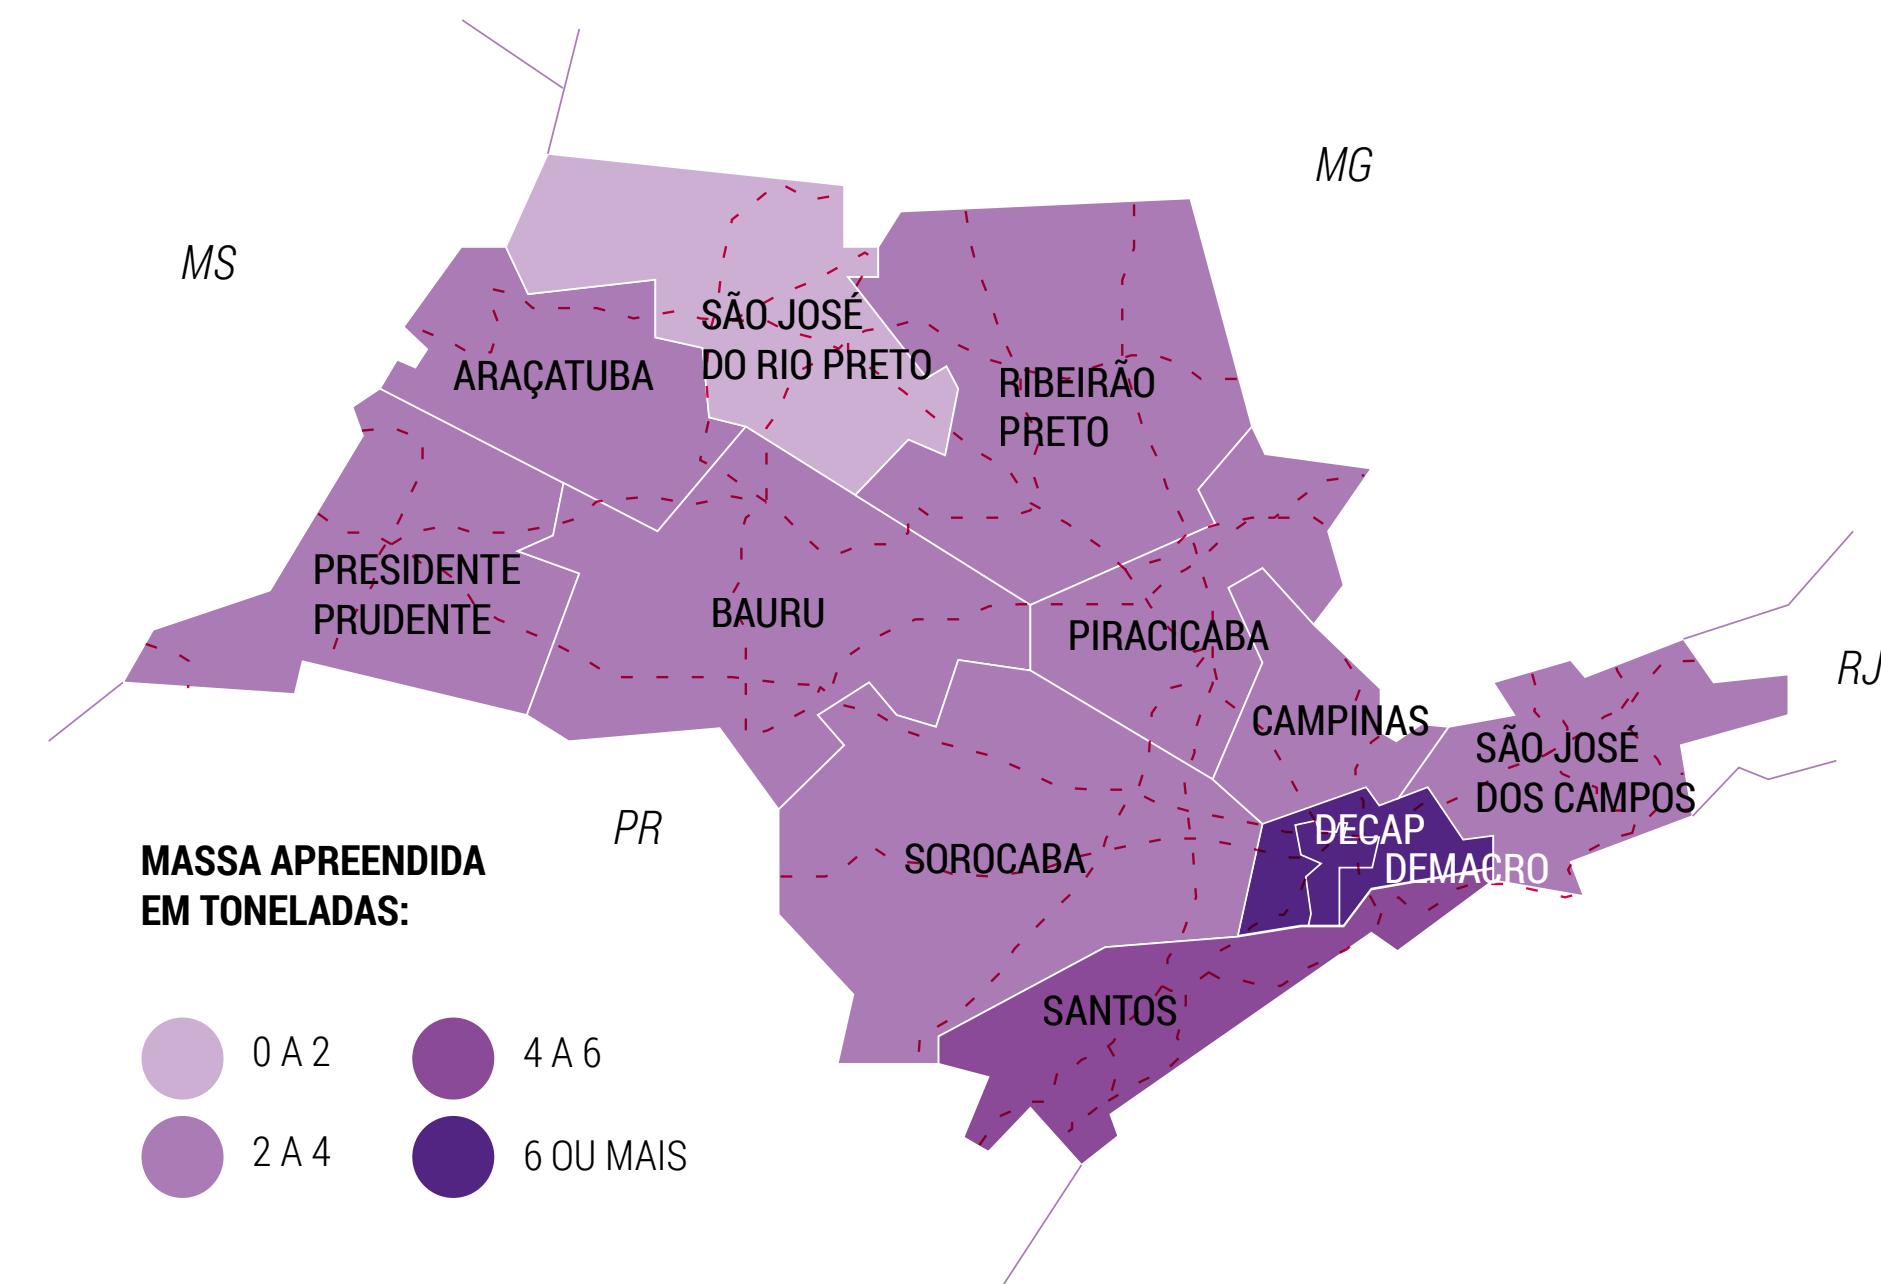 MG
MS
SÃO JOSÉ
DO RIO PRETO
ARAÇATUBA
RIBEIRÃO
PRETO
PRESIDENTE
PRUDENTE
BAURU
PIRACICABA
RJ
CAMPINAS
SÃO JOSÉ
DOS CAMPOS
PR
DECAP
DEMACRO
SOROCABA
SANTOS
MASSA APREENDIDA
EM TONELADAS:
0 A 2
4 A 6
2 A 4
6 OU MAIS